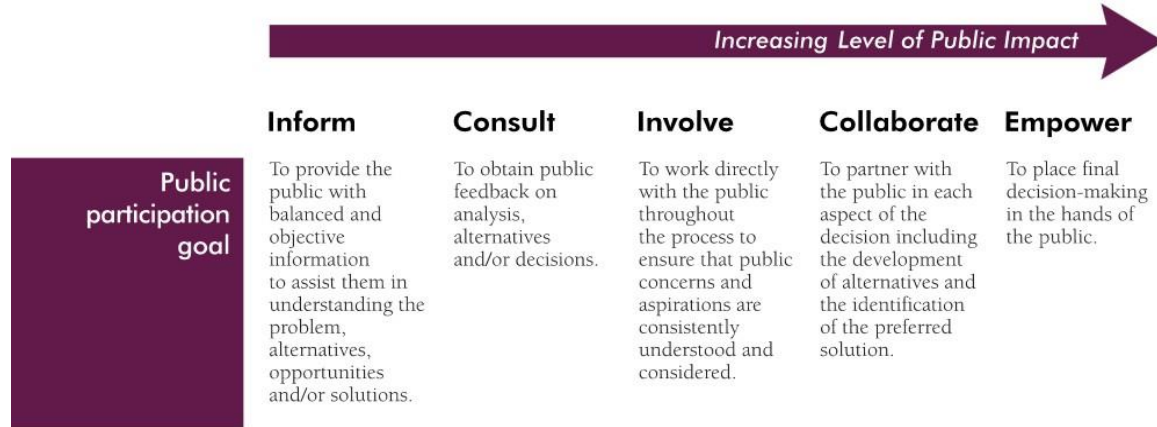 Increasing Level of Public Impact
Inform
Consult
Involve
Collaborate
Empower
Public
participation
goal
To provide the
public with
balanced and
objective
information
to assist them in
understanding the
problem,
alternatives,
opportunities
and/or solutions.
To obtain public
feedback on
analysis,
alternatives
and/or decisions.
To work directly
with the public
throughout
the process to
ensure that public
concerns and
aspirations are
consistently
understood and
considered.
To partner with
the public in each
aspect of the
decision including
the development
of alternatives and
the identification
of the preferred
solution.
To place final
decision-making
in the hands of
the public.